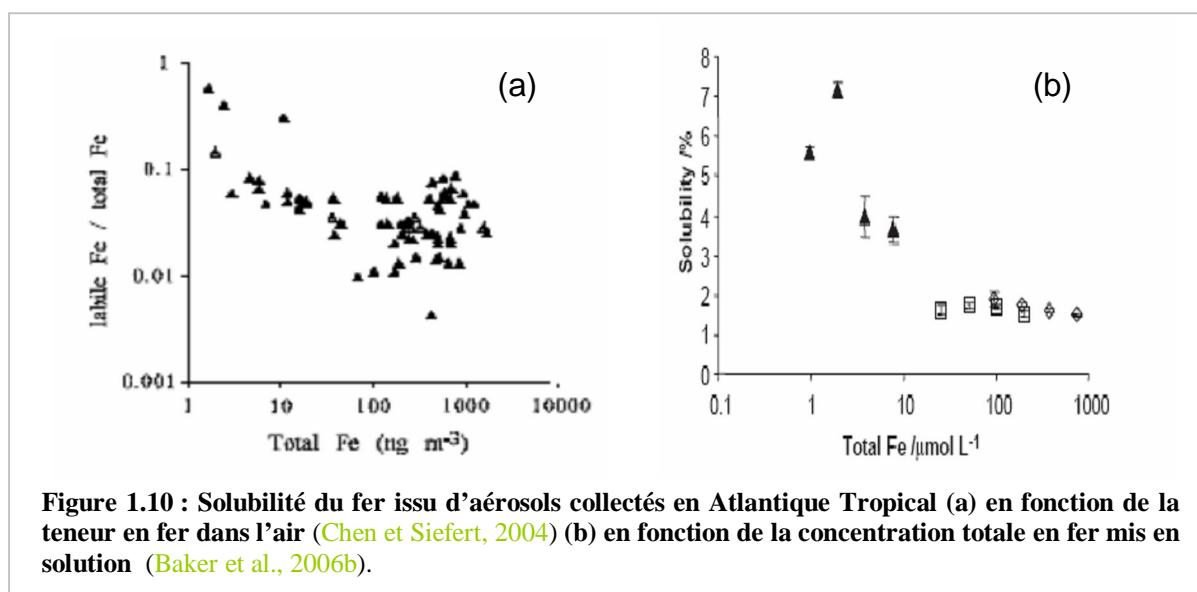 (a)
1
0.1
0.01
0.001
labile Fe / total Fe
1 10 100 1000 10000
Total Fe (ng m-3)
(b)
8
7
6
5
4
3
2
1
0
Solubility /%
0.1 1 10 100 1000
Total Fe /µmol L-1
Figure 1.10 : Solubilité du fer issu d’aérosols collectés en Atlantique Tropical (a) en fonction de la
teneur en fer dans l’air (Chen et Siefert, 2004) (b) en fonction de la concentration totale en fer mis en
solution (Baker et al., 2006b).